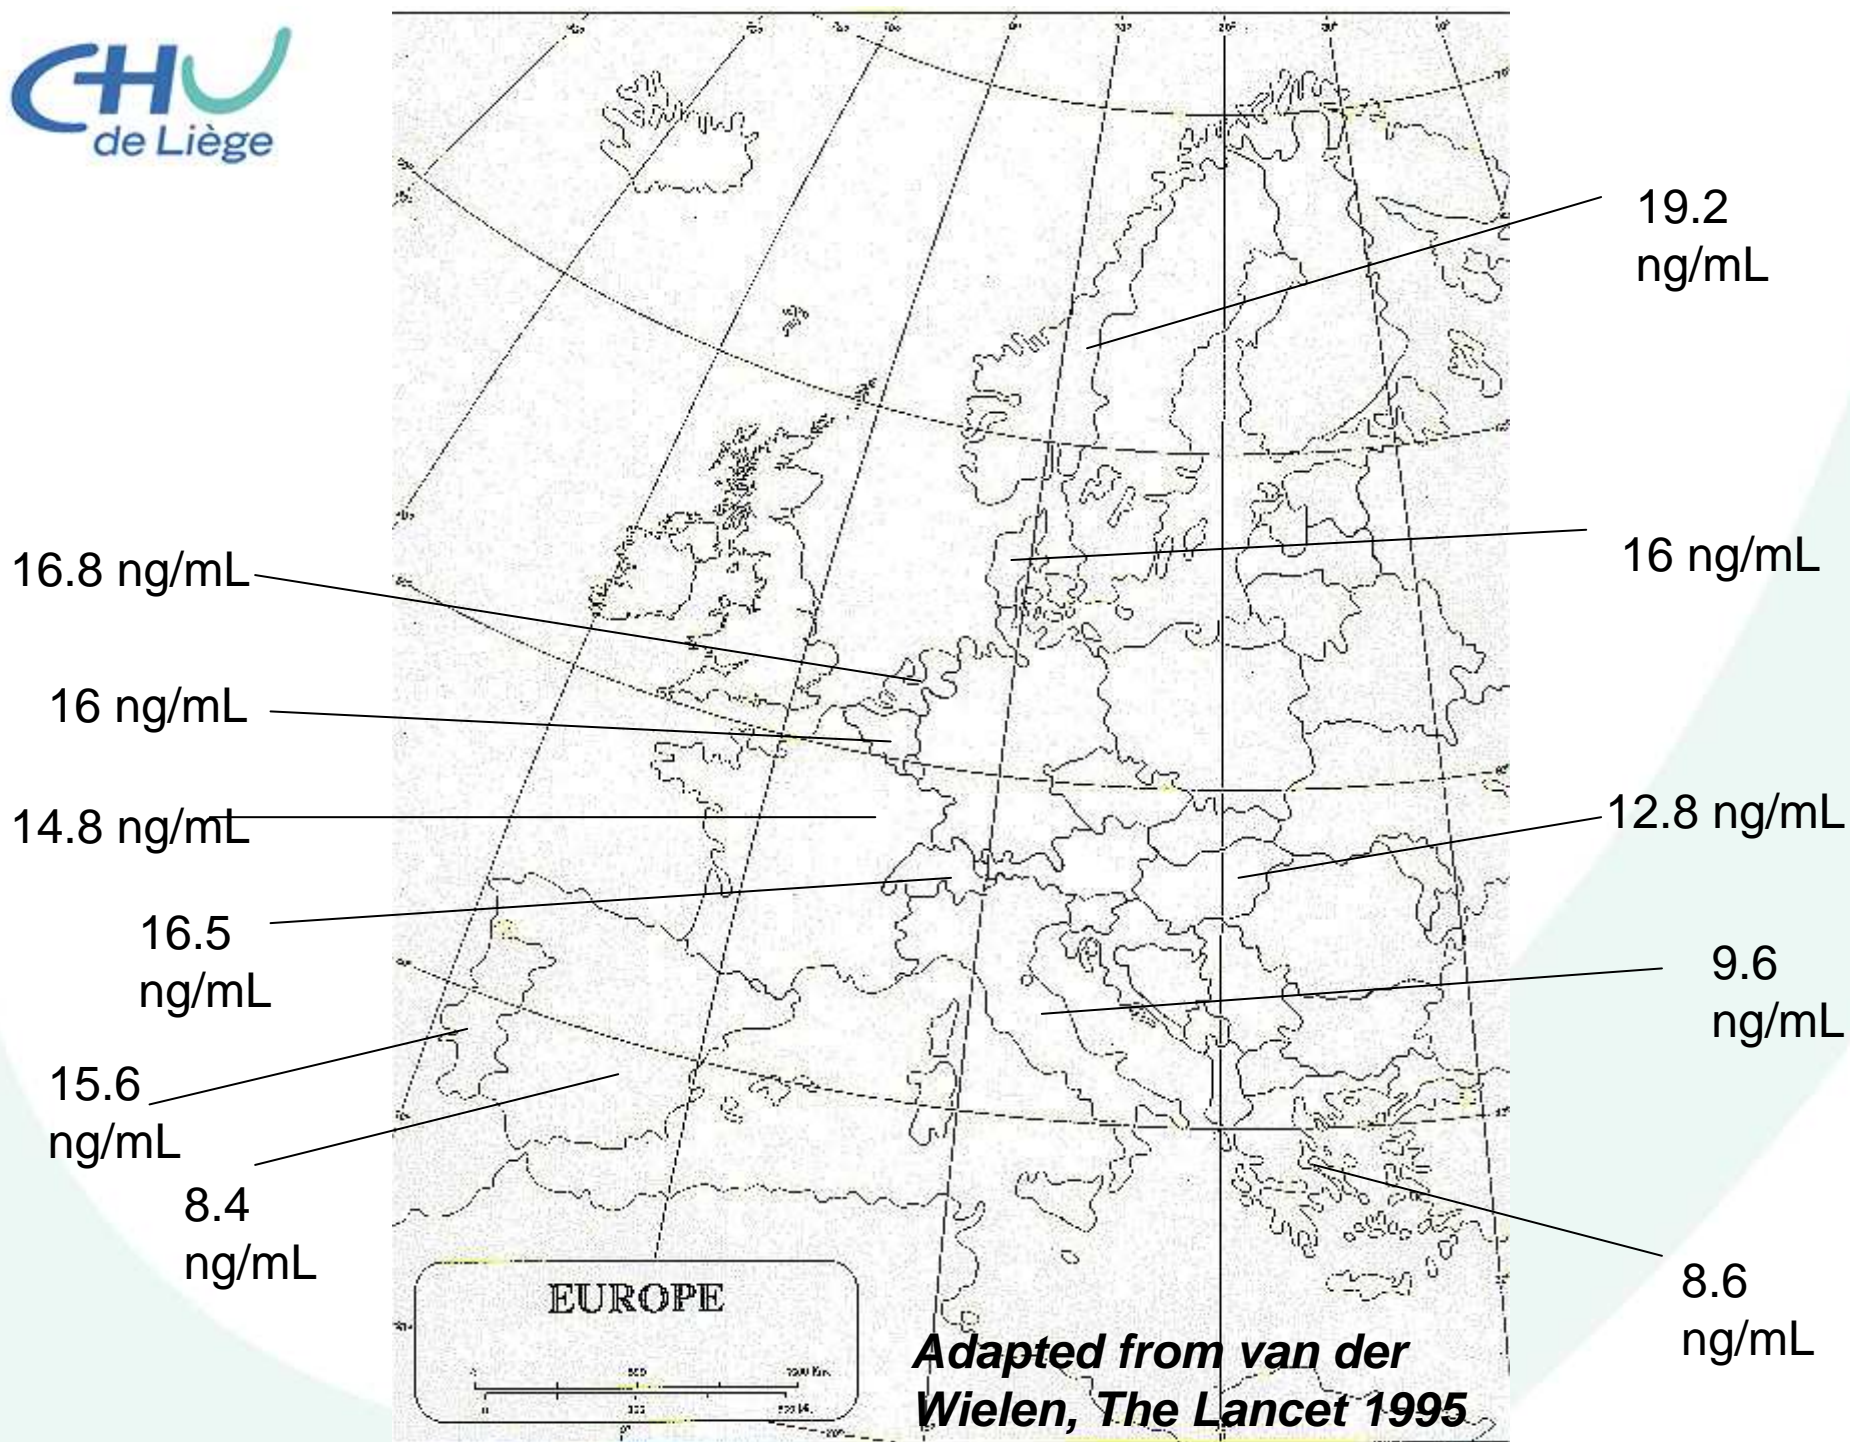 CHU
de Liège
19.2
ng/mL
16.8 ng/mL
16 ng/mL
16 ng/mL
14.8 ng/mL
12.8 ng/mL
16.5
ng/mL
9.6
ng/mL
15.6
ng/mL
8.4
ng/mL
8.6
ng/mL
EUROPE
Adapted from van der
Wielen, The Lancet 1995